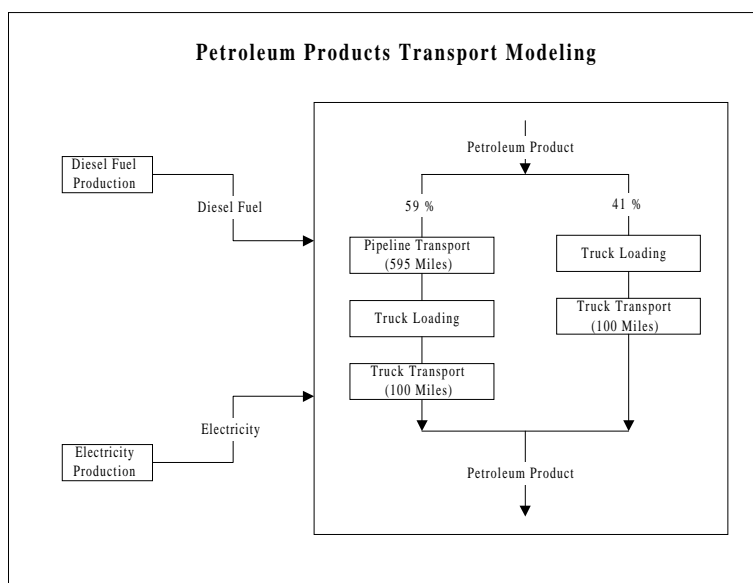 Petroleum Products Transport Modeling
Petroleum Product
Diesel Fuel
Production
Diesel Fuel
59 %
41 %
Pipeline Transport
(595 Miles)
Truck Loading
Truck Loading
Truck Transport
(100 Miles)
Truck Transport
(100 Miles)
Electricity
Electricity
Production
Petroleum Product